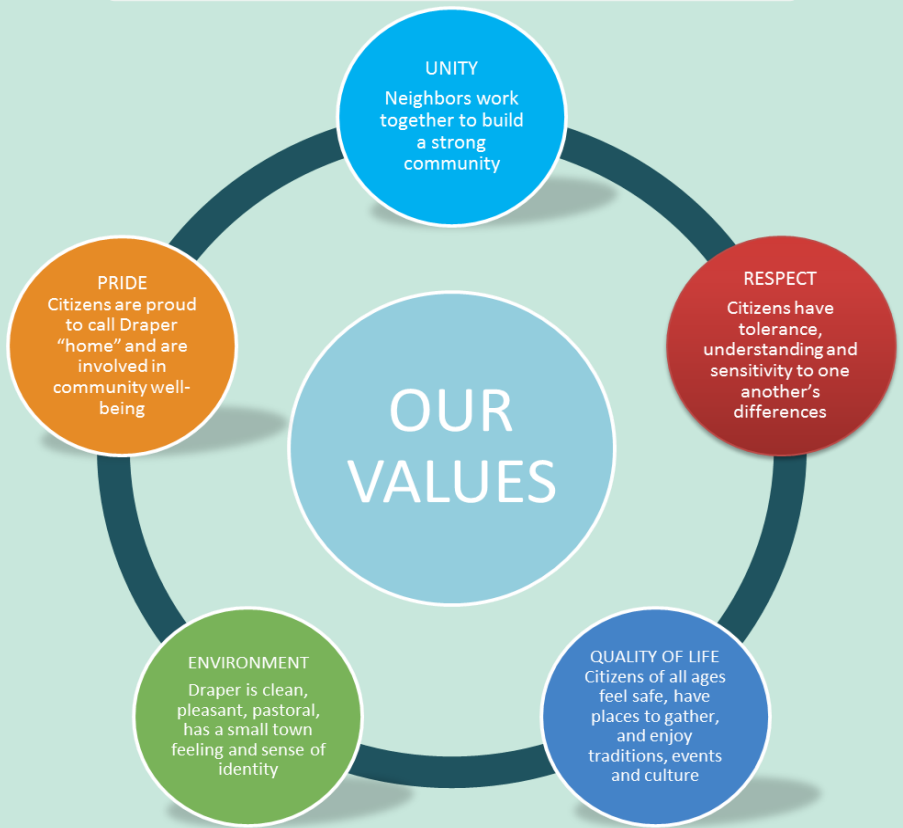 UNITY
Neighbors work
together to build
a strong
community
RESPECT
Citizens have
tolerance,
understanding and
sensitivity to one
another's
differences
QUALITY OF LIFE
Citizens of all ages
feel safe, have
places to gather,
and enjoy
traditions, events
and culture
ENVIRONMENT
Draper is clean,
pleasant, pastoral,
has a small town
feeling and sense of
identity
PRIDE
Citizens are proud
to call Draper
“home” and are
involved in
community well-
being
OUR
VALUES